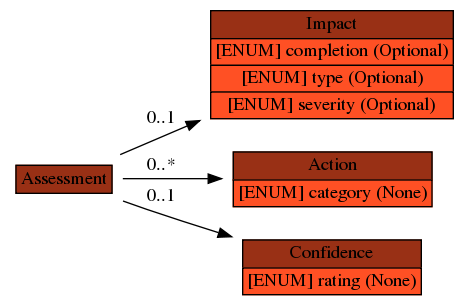 Impact
[ENUM] completion (Optional)
[ENUM] type (Optional)
[ENUM] severity (Optional)
0..1
Assessment
0..*
Action
[ENUM] category (None)
0..1
Confidence
[ENUM] rating (None)